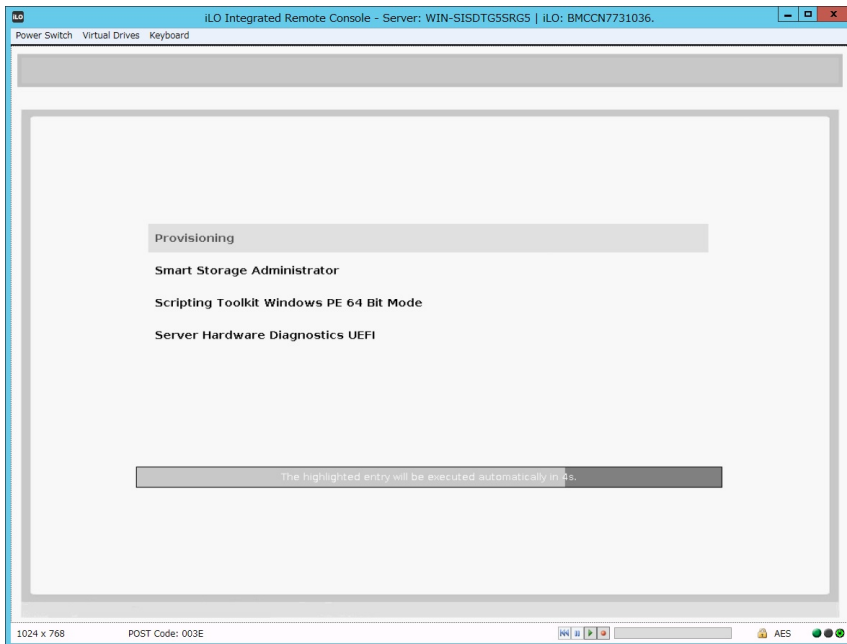 iLO
iLO Integrated Remote Console - Server: WIN-SISDTG5SRG5 | iLO: BMCCN7731036.
Power Switch Virtual Drives Keyboard
Provisioning
Smart Storage Administrator
Scripting Toolkit Windows PE 64 Bit Mode
Server Hardware Diagnostics UEFI
The highlighted entry will be executed automatically in 4s.
1024 x 768 POST Code: 003E AES